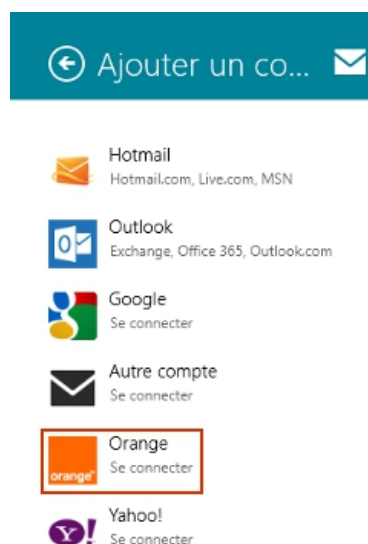 Ajouter un co...
Hotmail
Hotmail.com, Live.com, MSN
Outlook
Exchange, Office 365, Outlook.com
Google
Se connecter
Autre compte
Se connecter
Orange
Se connecter
orange™
Yahoo!
Se connecter